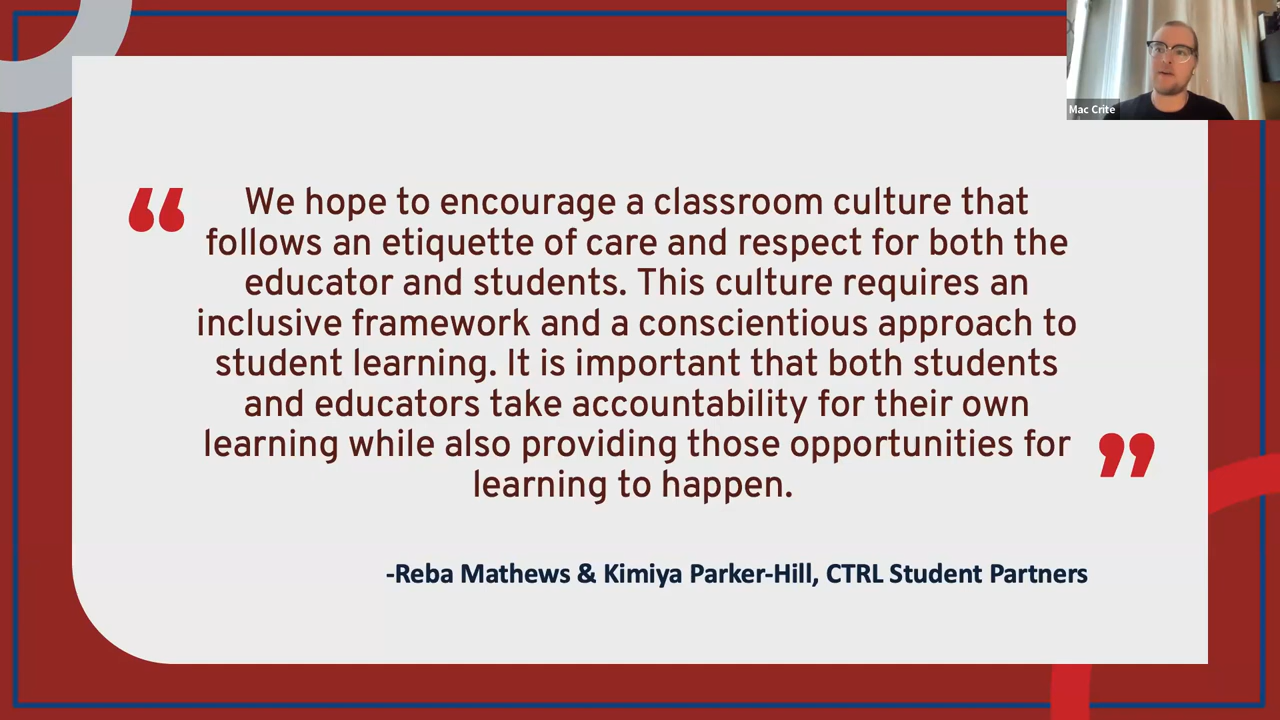 Mac Crite
“ We hope to encourage a classroom culture that
follows an etiquette of care and respect for both the
educator and students. This culture requires an
inclusive framework and a conscientious approach to
student learning. It is important that both students
and educators take accountability for their own
learning while also providing those opportunities for
learning to happen. ”
-Reba Mathews & Kimiya Parker-Hill, CTRL Student Partners